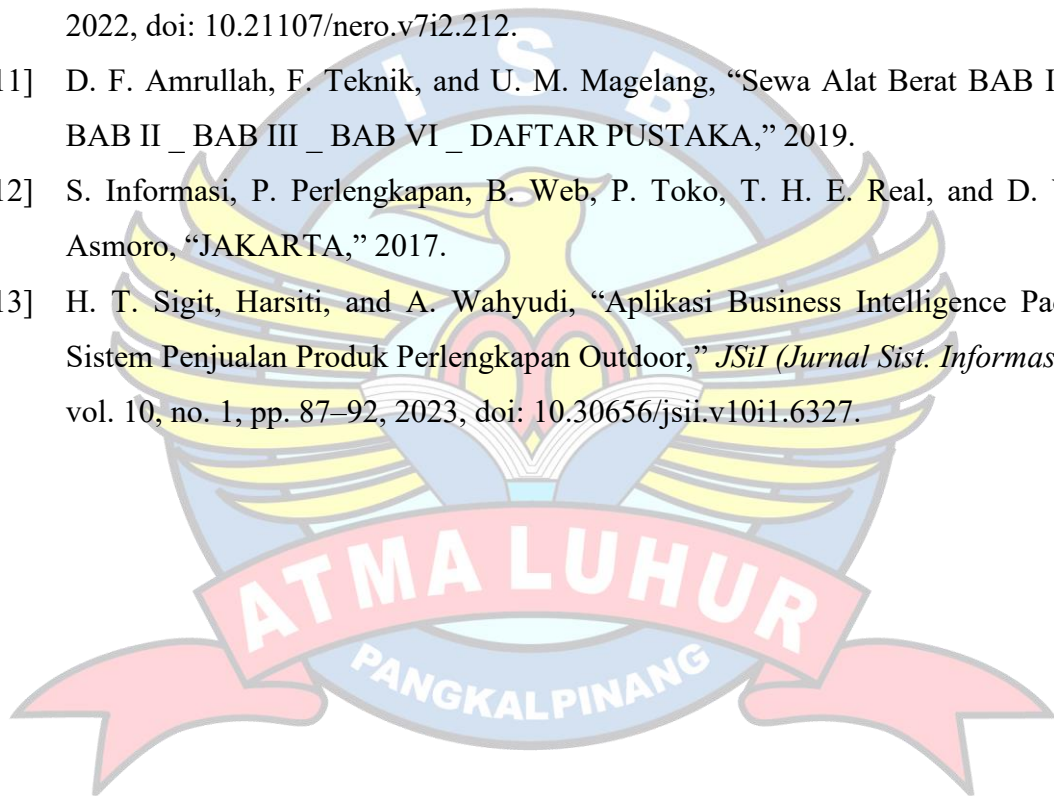 2022, doi: 10.21107/nero.v7i2.212.
11] D. F. Amrullah, F. Teknik, and U. M. Magelang, “Sewa Alat Berat BAB I
BAB II _ BAB III _ BAB VI _ DAFTAR PUSTAKA,” 2019.
12] S. Informasi, P. Perlengkapan, B. Web, P. Toko, T. H. E. Real, and D.
Asmoro, “JAKARTA,” 2017.
13] H. T. Sigit, Harsiti, and A. Wahyudi, “Aplikasi Business Intelligence
Sistem Penjualan Produk Perlengkapan Outdoor,” JSiI (Jurnal Sist. Informas
vol. 10, no. 1, pp. 87–92, 2023, doi: 10.30656/jsii.v10i1.6327.
I S B
ATMA LUHUR
PANGKALPINANG